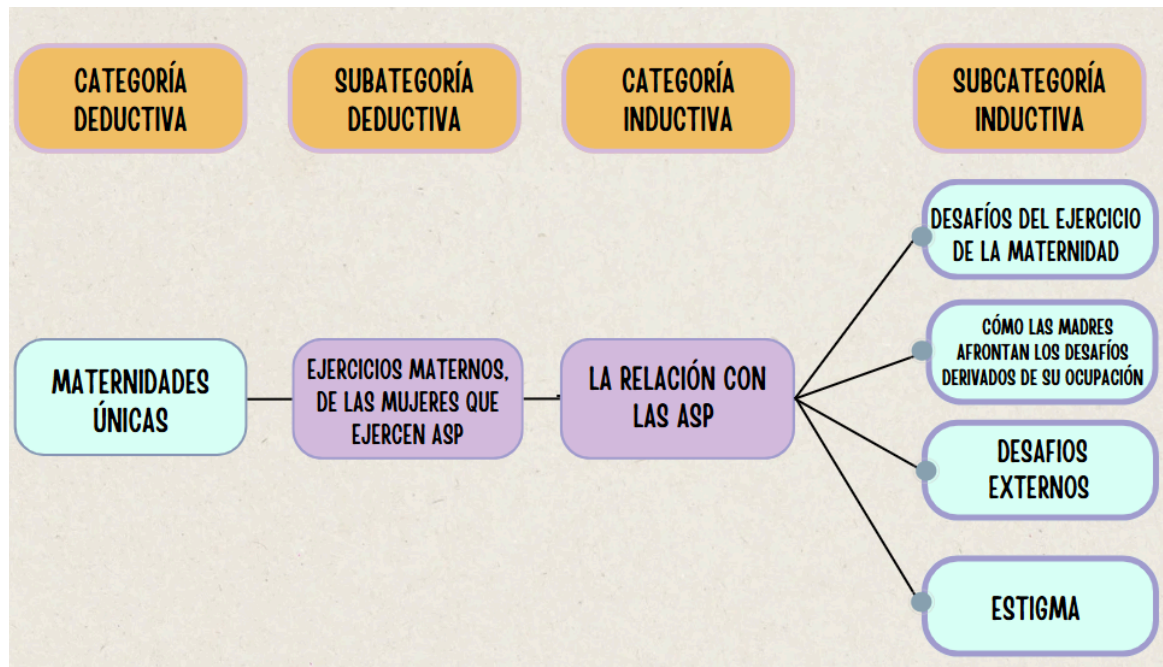 CATEGORÍA
DEDUCTIVA
SUBATEGORÍA
DEDUCTIVA
CATEGORÍA
INDUCTIVA
SUBCATEGORÍA
INDUCTIVA
MATERNIDADES
ÚNICAS
EJERCICIOS MATERNOS,
DE LAS MUJERES QUE
EJERCEN ASP
LA RELACIÓN CON
LAS ASP
DESAFÍOS DEL EJERCICIO
DE LA MATERNIDAD
CÓMO LAS MADRES
AFRONTAN LOS DESAFÍOS
DERIVADOS DE SU OCUPACIÓN
DESAFIOS
EXTERNOS
ESTIGMA